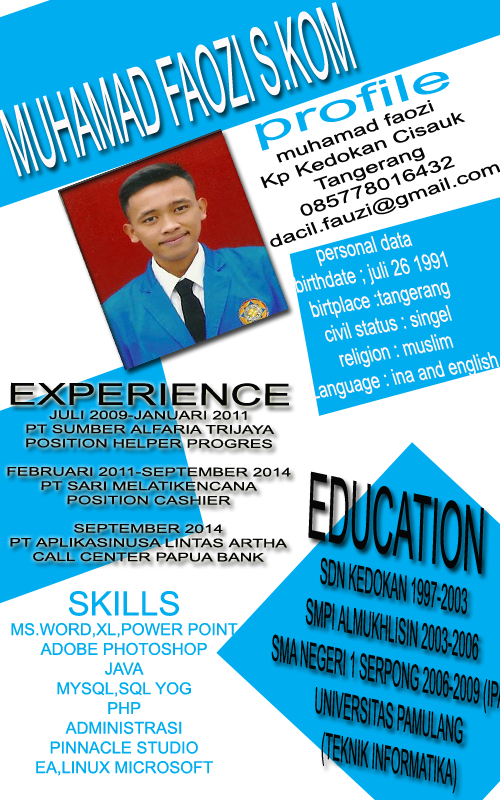 MUHAMAD FAOZI S.KOM
profile
muhamad faozi
Kp Kedokan Cisauk
Tangerang
085778016432
dacil.fauzi@gmail.com
personal data
birthdate ; juli 26 1991
birtplace :tangerang
civil status : singel
religion : muslim
Language : ina and english
EXPERIENCE
JULI 2009-JANUARI 2011
PT SUMBER ALFARIA TRIJAYA
POSITION HELPER PROGRES
FEBRUARI 2011-SEPTEMBER 2014
PT SARI MELATIKENCANA
POSITION CASHIER
SEPTEMBER 2014
PT APLIKASINUSA LINTAS ARTHA
CALL CENTER PAPUA BANK
EDUCATION
SDN KEDOKAN 1997-2003
SMPI ALMUKHLISIN 2003-2006
SMA NEGERI 1 SERPONG 2006-2009 (IPA
UNIVERSITAS PAMULANG
(TEKNIK INFORMATIKA)
SKILLS
MS.WORD,XL,POWER POINT
ADOBE PHOTOSHOP
JAVA
MYSQL,SQL YOG
PHP
ADMINISTRASI
PINNACLE STUDIO
EA,LINUX MICROSOFT